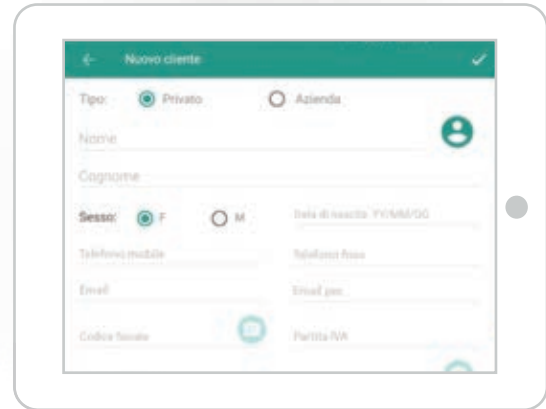 Nuovo cliente
Tipo: Privato Azienda
Nome
Cognome
Sesso: F M Data di nascita YY/MM/GG
Telefono mobile Telefono fisso
Email Email pec
Codice fiscale Partita IVA